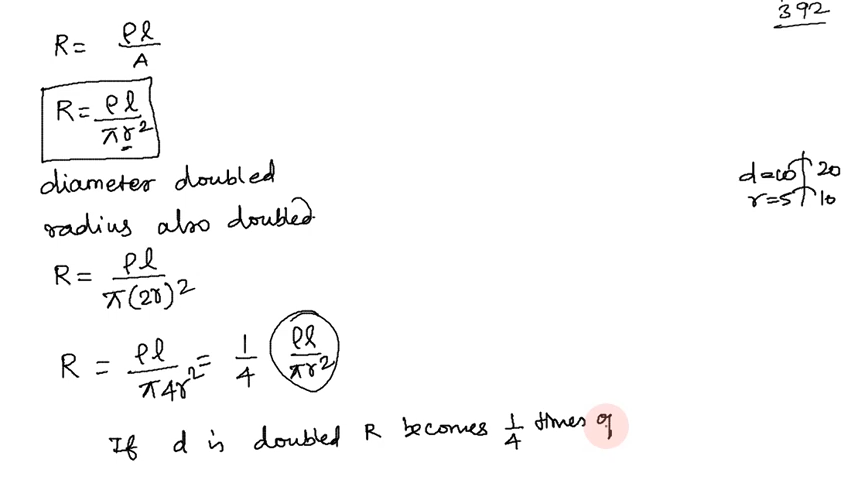 392
R = ρl/A
R = ρl/πr²
diameter doubled
d=10 20
radius also doubled
r=5 10
R = ρl/π(2r)²
R = ρl/π4r² = 1/4 ρl/πr²
If d is doubled R becomes 1/4 times of